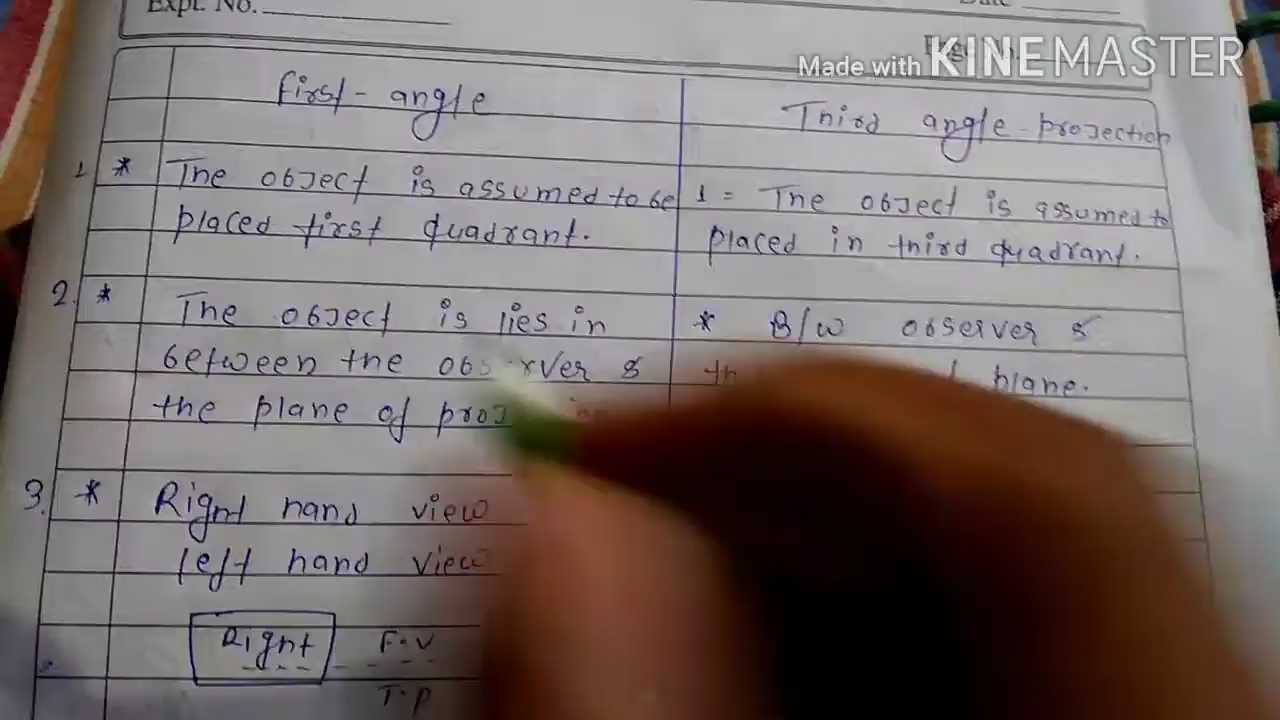 Expt. No.
Made with KINEMASTER
First-angle
Third angle projection
1 * The object is assumed to be
placed first quadrant.
1 = The object is assumed to
placed in third quadrant.
2. * The object is lies in
between the observer &
the plane of
* B/w observer &
plane.
3. * Right hand view
left hand view
Right F.V
T.P